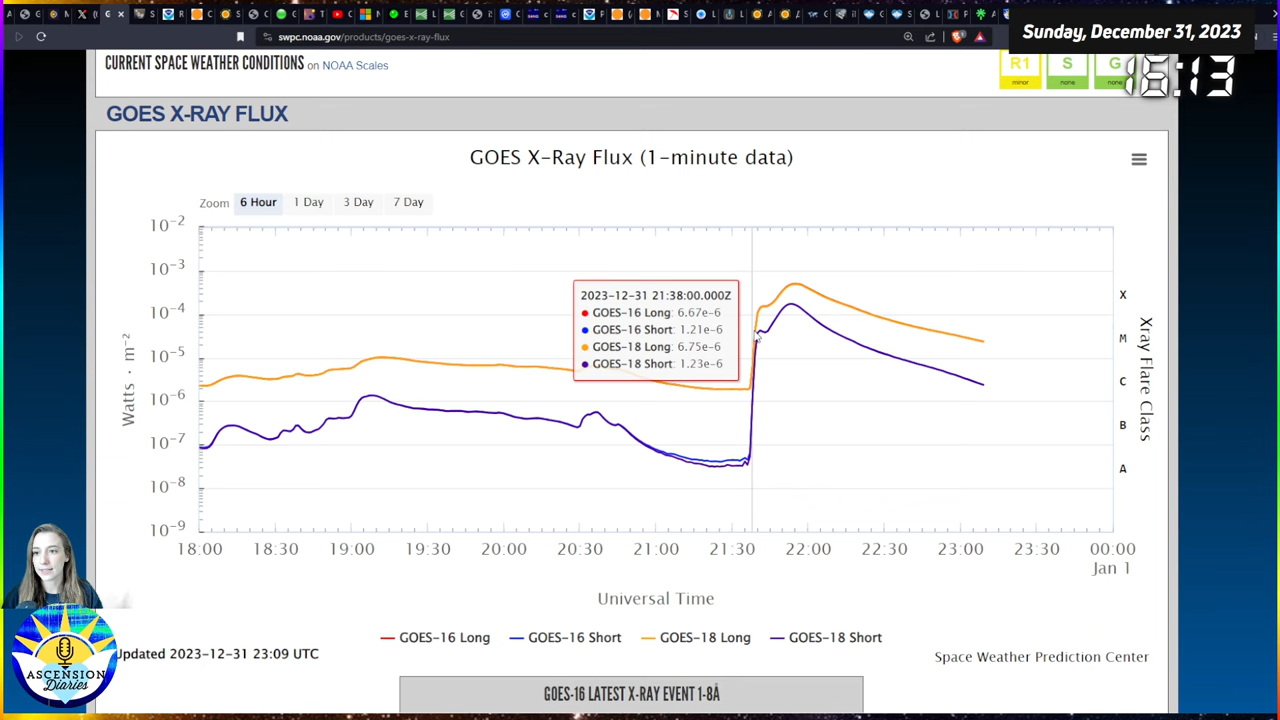 swpc.noaa.gov/products/goes-x-ray-flux
Sunday, December 31, 2023
16:13
CURRENT SPACE WEATHER CONDITIONS on NOAA Scales
R1 S G
minor none none
GOES X-RAY FLUX
GOES X-Ray Flux (1-minute data)
Zoom 6 Hour 1 Day 3 Day 7 Day
10⁻²
10⁻³
10⁻⁴
10⁻⁵
10⁻⁶
10⁻⁷
10⁻⁸
10⁻⁹
Watts · m⁻²
2023-12-31 21:38:00.000Z
GOES-16 Long: 6.67e-6
GOES-16 Short: 1.21e-6
GOES-18 Long: 6.75e-6
GOES-18 Short: 1.23e-6
X
M
C
B
A
Xray Flare Class
18:00 18:30 19:00 19:30 20:00 20:30 21:00 21:30 22:00 22:30 23:00 23:30 00:00
Jan 1
Universal Time
GOES-16 Long GOES-16 Short GOES-18 Long GOES-18 Short
Updated 2023-12-31 23:09 UTC
Space Weather Prediction Center
GOES-16 LATEST X-RAY EVENT 1-8Å
ASCENSION
Diaries